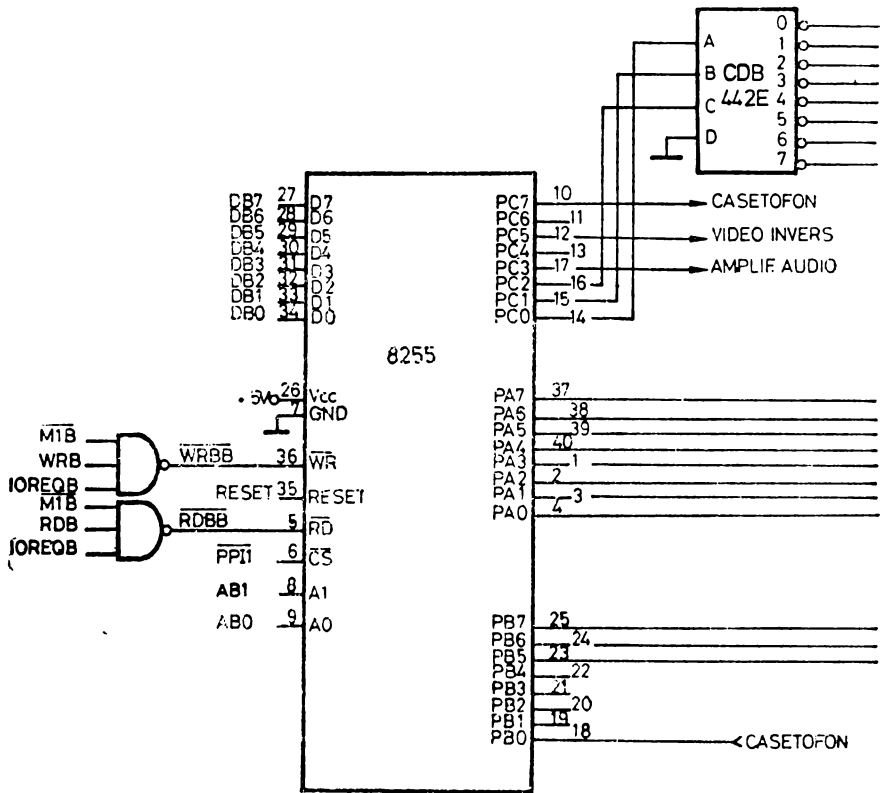 0
A 1
B CDB 2
442E 3
C 4
5
D 6
7
DB7 27 D7
DB6 28 D6
DB5 29 D5
DB4 30 D4
DB3 31 D3
DB2 32 D2
DB1 33 D1
DB0 34 D0
PC7 10 CASETOFON
PC6 11
PC5 12 VIDEO INVERS
PC4 13
PC3 17 AMPLIF. AUDIO
PC2 16
PC1 15
PC0 14
8255
5V 26 Vcc
7 GND
M1B
WRB WRBB 36 WR
IOREQB
RESET 35 RESET
M1B
RDB RDBB 5 RD
IOREQB
PPI1 6 CS
AB1 8 A1
AB0 9 A0
PA7 37
PA6 38
PA5 39
PA4 40
PA3 1
PA2 2
PA1 3
PA0 4
PB7 25
PB6 24
PB5 23
PB4 22
PB3 21
PB2 20
PB1 19
PB0 18 CASETOFON